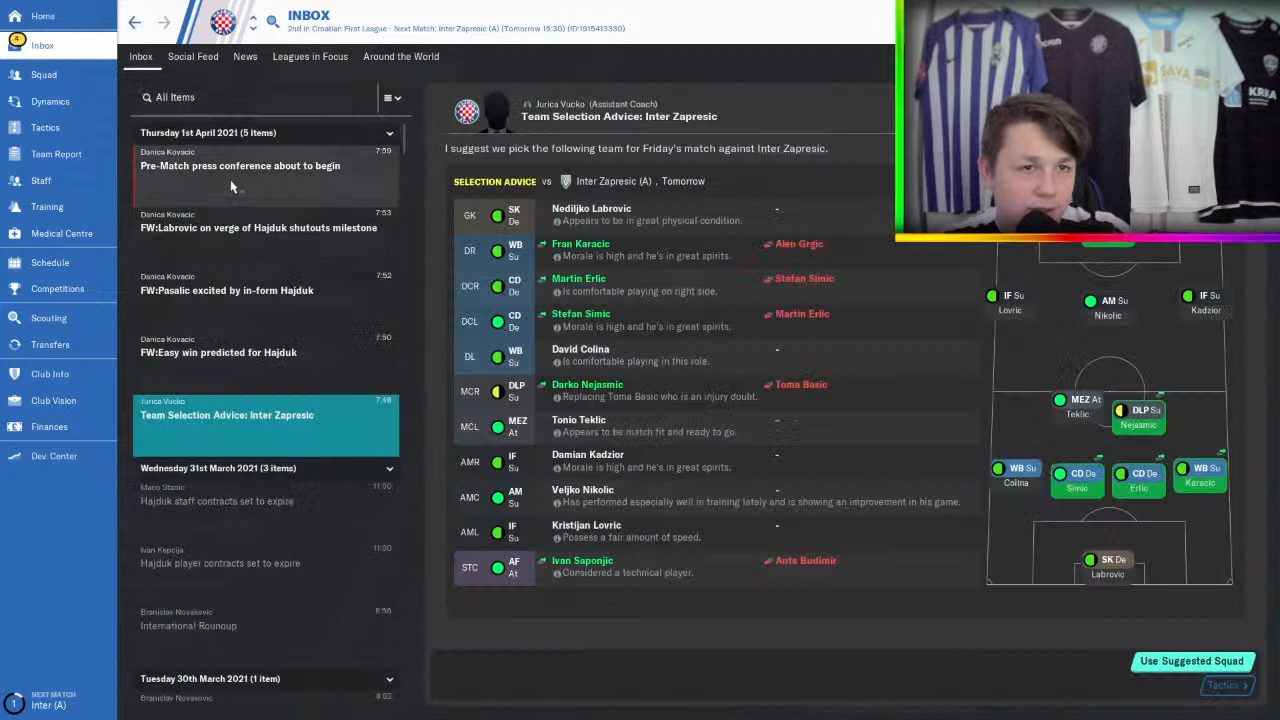 Home
INBOX
2nd in Croatian First League - Next Match: Inter Zapresic (A) (Tomorrow 15:30) (ID:1915413330)
4
Inbox
Squad
Dynamics
Tactics
Team Report
Staff
Training
Medical Centre
Schedule
Competitions
Scouting
Transfers
Club Info
Club Vision
Finances
Dev. Center
1
NEXT MATCH
Inter (A)
Inbox Social Feed News Leagues in Focus Around the World
All Items
Thursday 1st April 2021 (5 items)
Danica Kovacic 7:59
Pre-Match press conference about to begin
Danica Kovacic 7:53
FW:Labrovic on verge of Hajduk shutouts milestone
Danica Kovacic 7:52
FW:Pasalic excited by in-form Hajduk
Danica Kovacic 7:50
FW:Easy win predicted for Hajduk
Jurica Vucko 7:48
Team Selection Advice: Inter Zapresic
Wednesday 31st March 2021 (3 items)
Mario Stanic 11:50
Hajduk staff contracts set to expire
Ivan Kepcija 11:50
Hajduk player contracts set to expire
Branislav Novakovic 8:56
International Roundup
Tuesday 30th March 2021 (1 item)
Branislav Novakovic 8:02
Jurica Vucko (Assistant Coach)
Team Selection Advice: Inter Zapresic
I suggest we pick the following team for Friday's match against Inter Zapresic.
SELECTION ADVICE vs Inter Zapresic (A) , Tomorrow
GK SK De Nediljko Labrovic -
Appears to be in great physical condition.
DR WB Su Fran Karacic Alen Grgic
Morale is high and he's in great spirits.
DCR CD De Martin Erlic Stefan Simic
Is comfortable playing on right side.
DCL CD De Stefan Simic Martin Erlic
Morale is high and he's in great spirits.
DL WB Su David Colina -
Is comfortable playing in this role.
MCR DLP Su Darko Nejasmic Toma Basic
Replacing Toma Basic who is an injury doubt.
MCL MEZ At Tonio Teklic -
Appears to be match fit and ready to go.
AMR IF Su Damian Kadzior -
Morale is high and he's in great spirits.
AMC AM Su Veljko Nikolic -
Has performed especially well in training lately and is showing an improvement in his game.
AML IF Su Kristijan Lovric -
Possess a fair amount of speed.
STC AF At Ivan Saponjic Ante Budimir
Considered a technical player.
IF Su
Lovric
AM Su
Nikolic
IF Su
Kadzior
MEZ At
Teklic
DLP Su
Nejasmic
WB Su
Colina
CD De
Simic
CD De
Erlic
WB Su
Karacic
SK De
Labrovic
Use Suggested Squad
Tactics >
SAVA